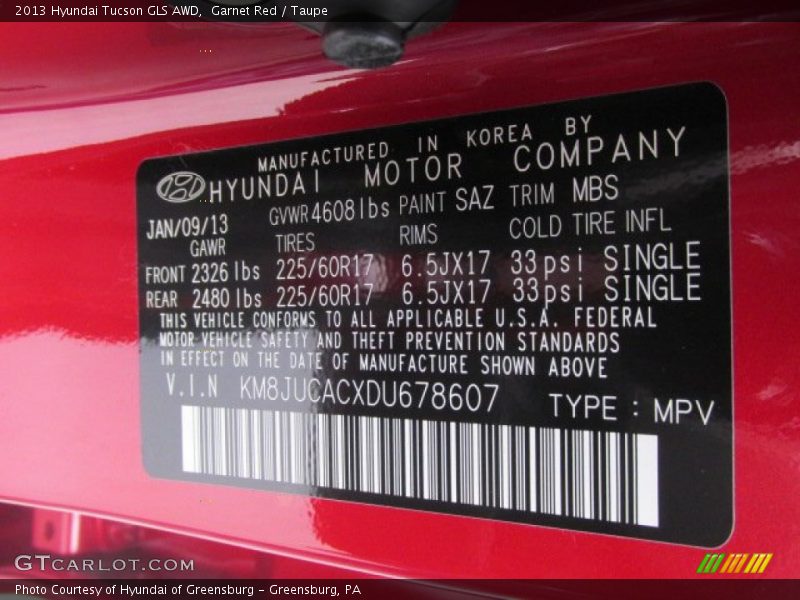 2013 Hyundai Tucson GLS AWD, Garnet Red / Taupe
MANUFACTURED IN KOREA BY
HYUNDAI MOTOR COMPANY
JAN/09/13 GVWR 4608 lbs PAINT SAZ TRIM MBS
GAWR TIRES RIMS COLD TIRE INFL
FRONT 2326 lbs 225/60R17 6.5JX17 33psi SINGLE
REAR 2480 lbs 225/60R17 6.5JX17 33psi SINGLE
THIS VEHICLE CONFORMS TO ALL APPLICABLE U.S.A. FEDERAL
MOTOR VEHICLE SAFETY AND THEFT PREVENTION STANDARDS
IN EFFECT ON THE DATE OF MANUFACTURE SHOWN ABOVE
V.I.N KM8JUCACXDU678607 TYPE : MPV
GTCARLOT.COM
Photo Courtesy of Hyundai of Greensburg - Greensburg, PA